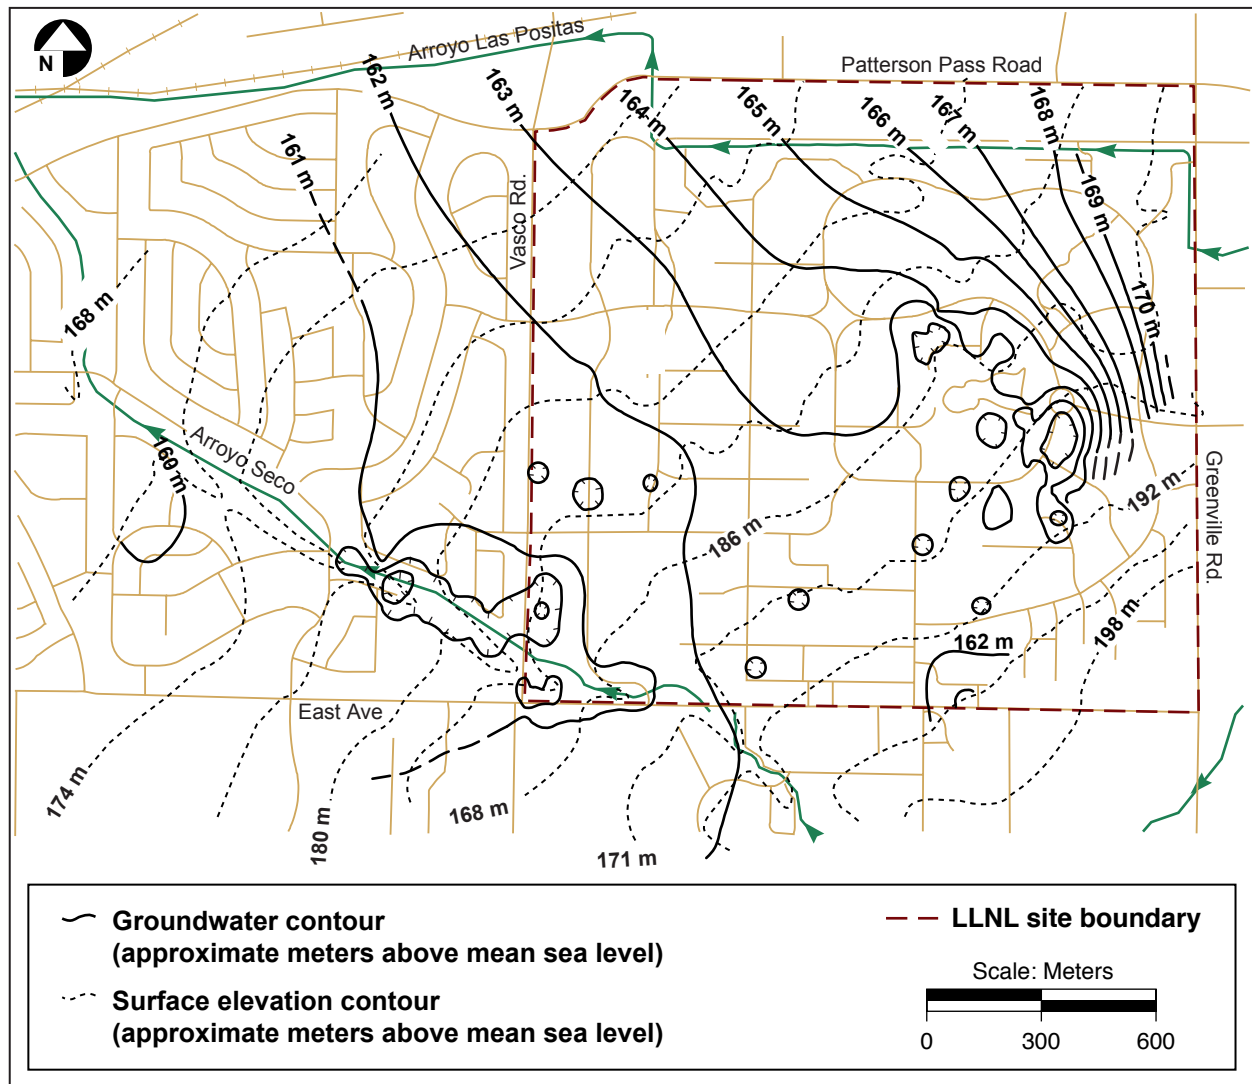 N
Arroyo Las Positas
Patterson Pass Road
162 m
163 m
164 m
165 m
166 m
167 m
168 m
161 m
169 m
Vasco Rd.
168 m
170 m
Arroyo Seco
160 m
Greenville Rd.
192 m
186 m
198 m
162 m
East Ave
174 m
180 m
168 m
171 m
Groundwater contour
(approximate meters above mean sea level)
Surface elevation contour
(approximate meters above mean sea level)
LLNL site boundary
Scale: Meters
0 300 600